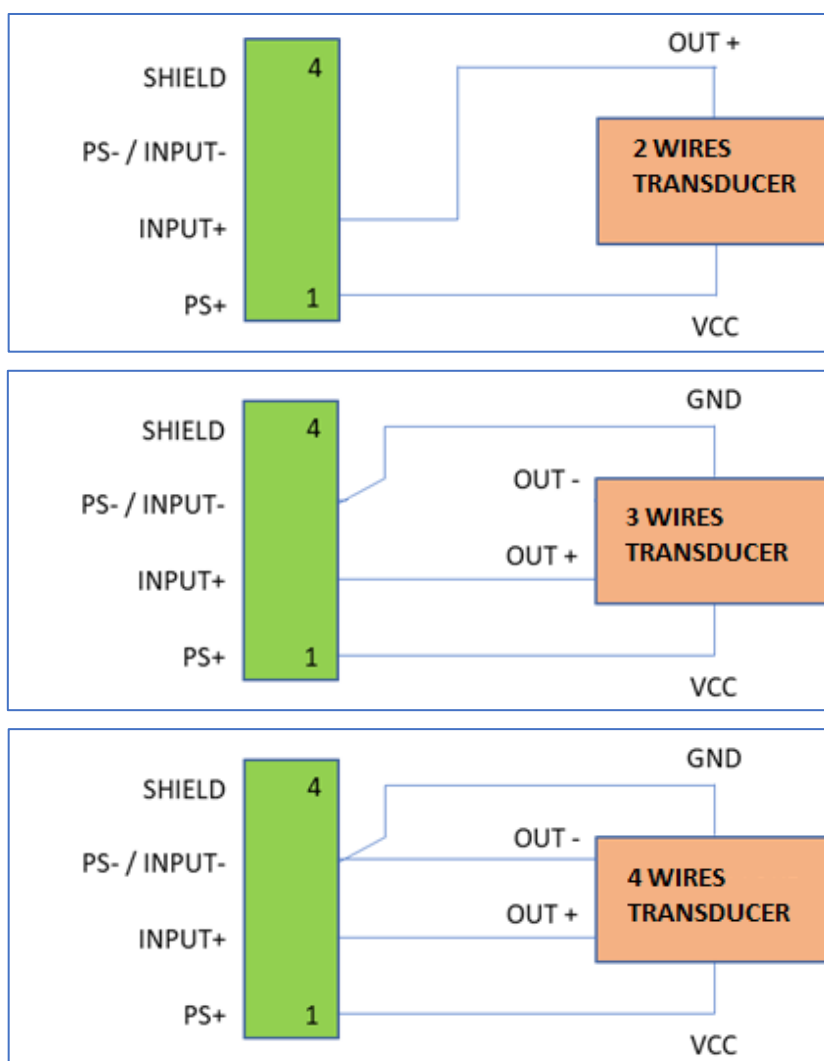 OUT +
SHIELD
4
2 WIRES
TRANSDUCER
PS- / INPUT-
INPUT+
PS+
1
VCC
GND
SHIELD
4
OUT -
PS- / INPUT-
3 WIRES
TRANSDUCER
OUT +
INPUT+
PS+
1
VCC
GND
SHIELD
4
OUT -
PS- / INPUT-
4 WIRES
TRANSDUCER
OUT +
INPUT+
PS+
1
VCC